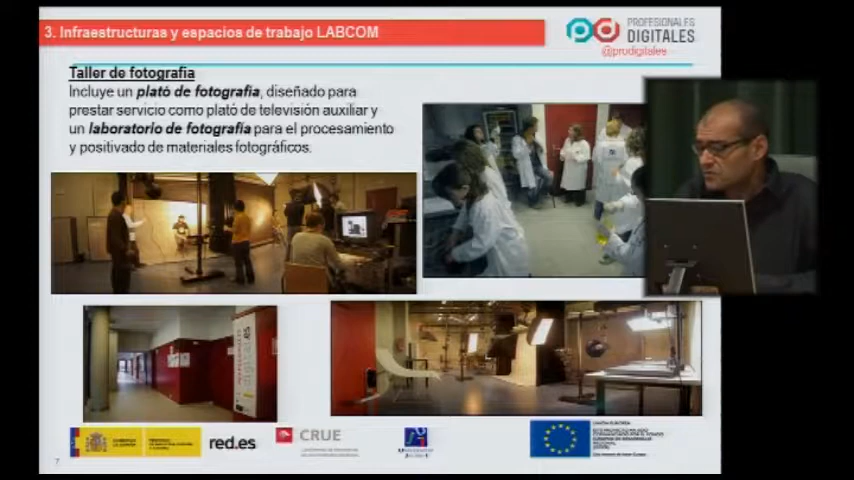 3. Infraestructuras y espacios de trabajo LABCOM
PROFESIONALES
DIGITALES
@prodigitales
Taller de fotografía
Incluye un plató de fotografía, diseñado para
prestar servicio como plató de televisión auxiliar y
un laboratorio de fotografía para el procesamiento
y positivado de materiales fotográficos.
red.es
CRUE
UNIÓN EUROPEA
7